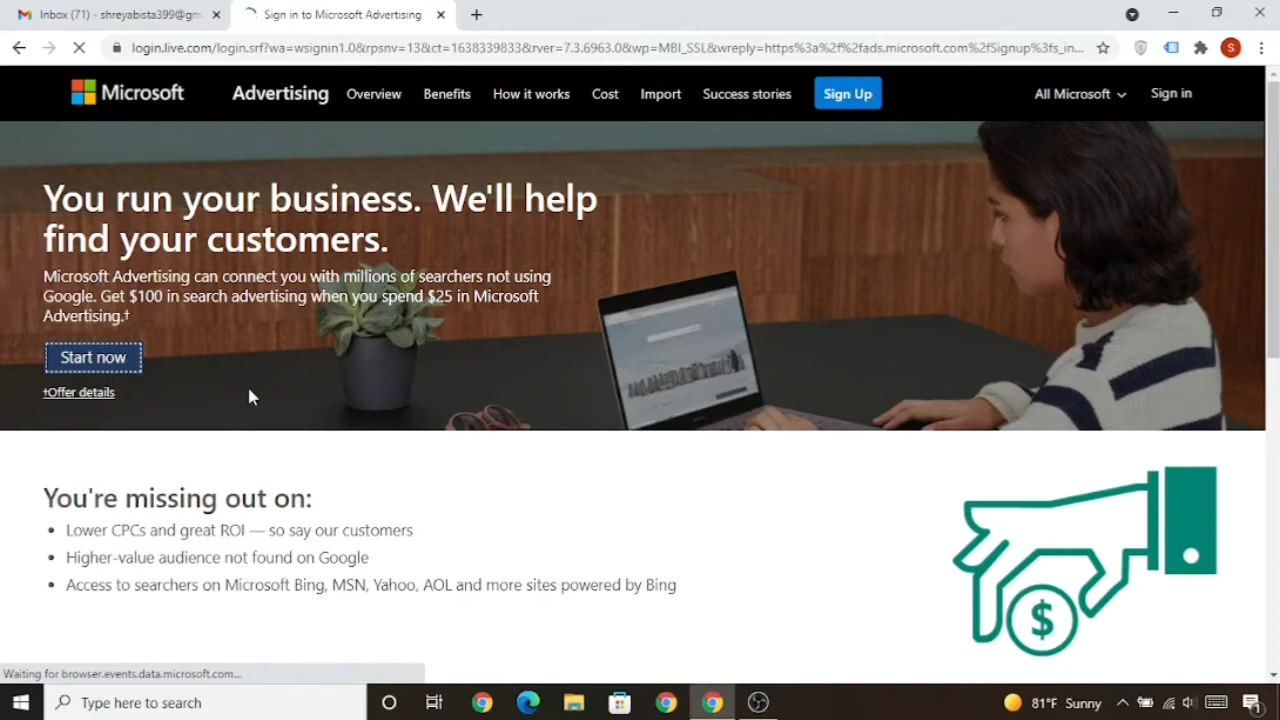 Inbox (71) - shreyabista399@gm
Sign in to Microsoft Advertising
login.live.com/login.srf?wa=wsignin1.0&rpsnv=13&ct=1638339833&rver=7.3.6963.0&wp=MBI_SSL&wreply=https%3a%2f%2fads.microsoft.com%2fSignup%3fs_in...
S
Microsoft Advertising Overview Benefits How it works Cost Import Success stories Sign Up All Microsoft Sign in
You run your business. We'll help
find your customers.
Microsoft Advertising can connect you with millions of searchers not using
Google. Get $100 in search advertising when you spend $25 in Microsoft
Advertising.†
Start now
†Offer details
You're missing out on:
• Lower CPCs and great ROI — so say our customers
• Higher-value audience not found on Google
• Access to searchers on Microsoft Bing, MSN, Yahoo, AOL and more sites powered by Bing
$
Waiting for browser.events.data.microsoft.com...
Type here to search
81°F Sunny
1